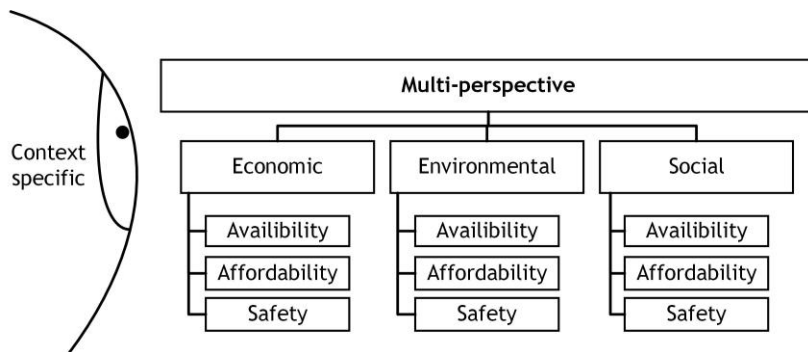 Multi-perspective
Context
specific
Economic
Environmental
Social
Availibility
Availibility
Availibility
Affordability
Affordability
Affordability
Safety
Safety
Safety